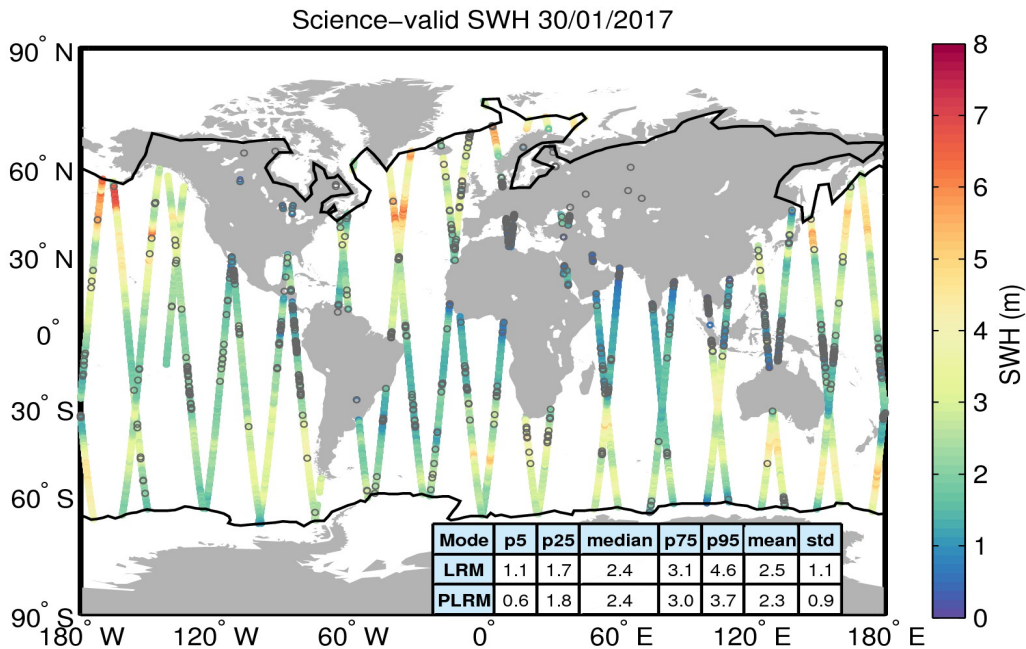 Science−valid SWH 30/01/2017
90° N
60° N
30° N
0°
30° S
60° S
90° S
180° W 120° W 60° W 0° 60° E 120° E 180° E
Mode p5 p25 median p75 p95 mean std
LRM 1.1 1.7 2.4 3.1 4.6 2.5 1.1
PLRM 0.6 1.8 2.4 3.0 3.7 2.3 0.9
8
7
6
5
4
3
2
1
0
SWH (m)